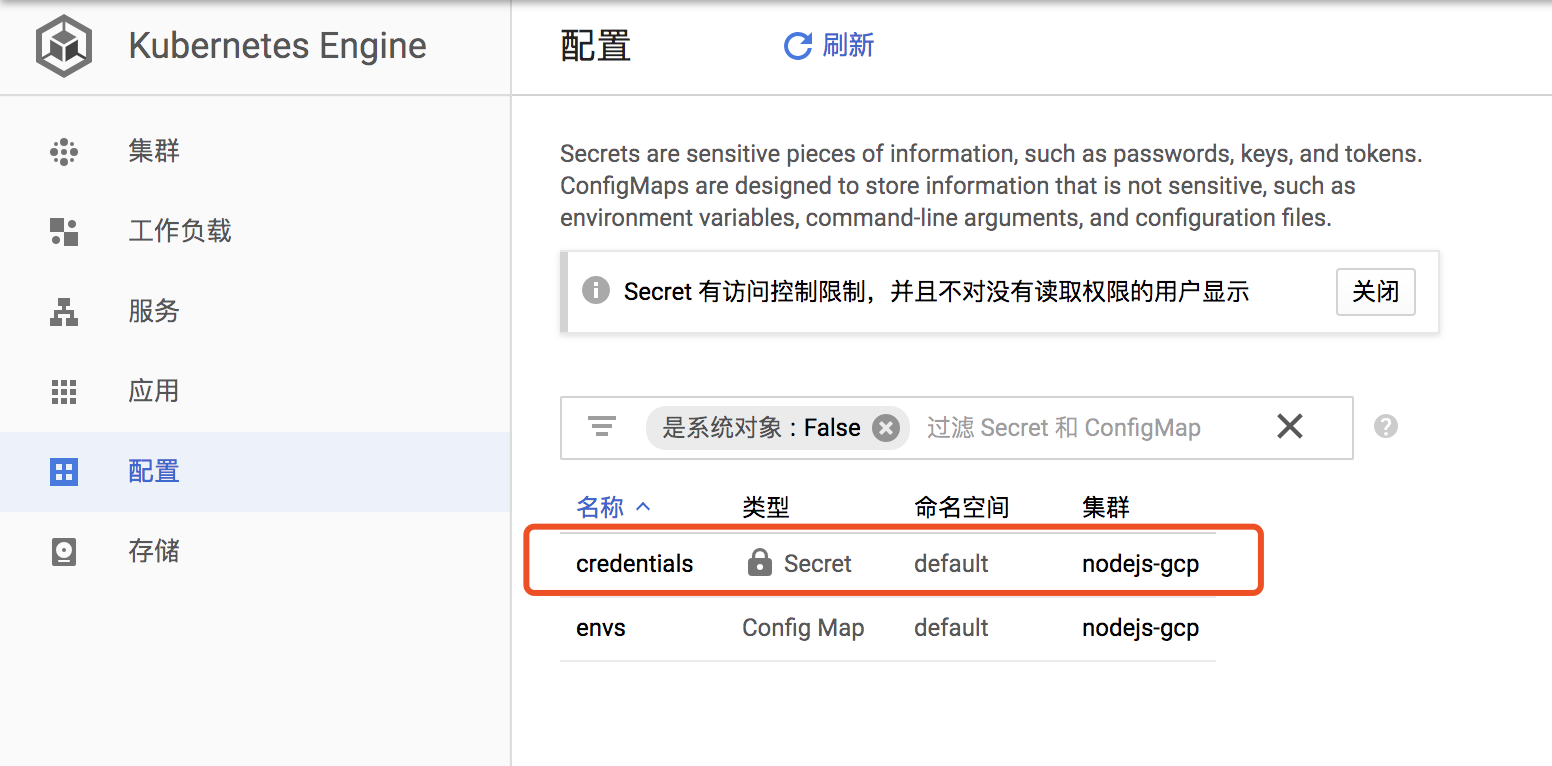 Kubernetes Engine
配置
刷新
集群
工作负载
服务
应用
配置
存储
Secrets are sensitive pieces of information, such as passwords, keys, and tokens.
ConfigMaps are designed to store information that is not sensitive, such as
environment variables, command-line arguments, and configuration files.
Secret 有访问控制限制，并且不对没有读取权限的用户显示
关闭
是系统对象 : False
过滤 Secret 和 ConfigMap
名称 类型 命名空间 集群
credentials Secret default nodejs-gcp
envs Config Map default nodejs-gcp